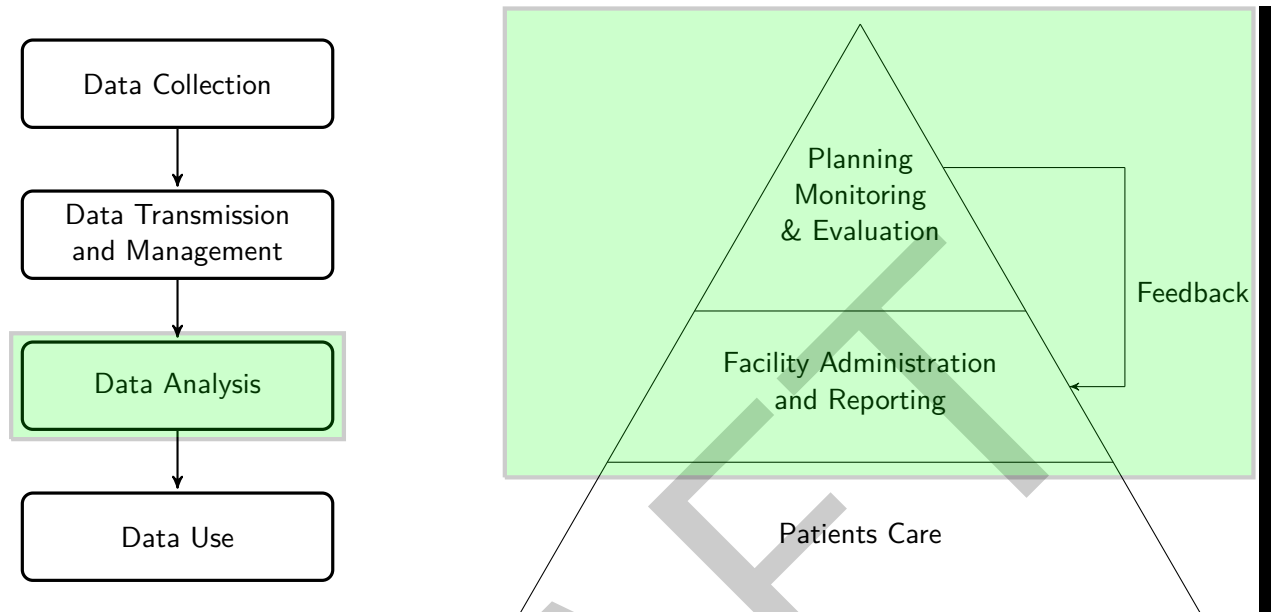 Data Collection
Data Transmission
and Management
Data Analysis
Data Use
Planning
Monitoring
& Evaluation
Feedback
Facility Administration
and Reporting
Patients Care